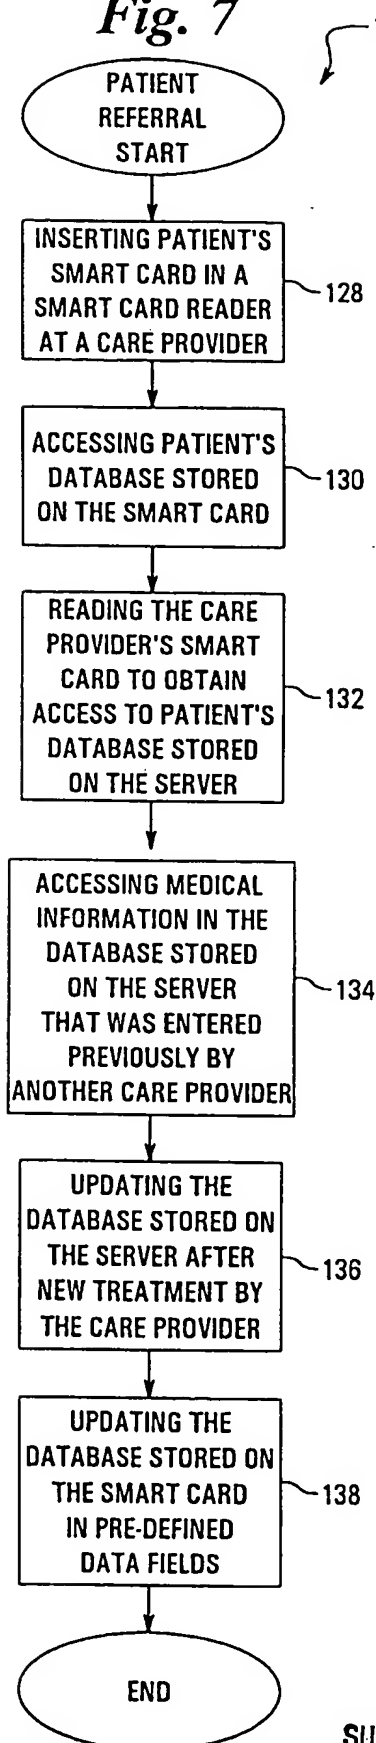 Fig. 7
PATIENT
REFERRAL
START
INSERTING PATIENT'S
SMART CARD IN A
SMART CARD READER
AT A CARE PROVIDER
128
ACCESSING PATIENT'S
DATABASE STORED
ON THE SMART CARD
130
READING THE CARE
PROVIDER'S SMART
CARD TO OBTAIN
ACCESS TO PATIENT'S
DATABASE STORED
ON THE SERVER
132
ACCESSING MEDICAL
INFORMATION IN THE
DATABASE STORED
ON THE SERVER
THAT WAS ENTERED
PREVIOUSLY BY
ANOTHER CARE PROVIDER
134
UPDATING THE
DATABASE STORED ON
THE SERVER AFTER
NEW TREATMENT BY
THE CARE PROVIDER
136
UPDATING THE
DATABASE STORED ON
THE SMART CARD
IN PRE-DEFINED
DATA FIELDS
138
END